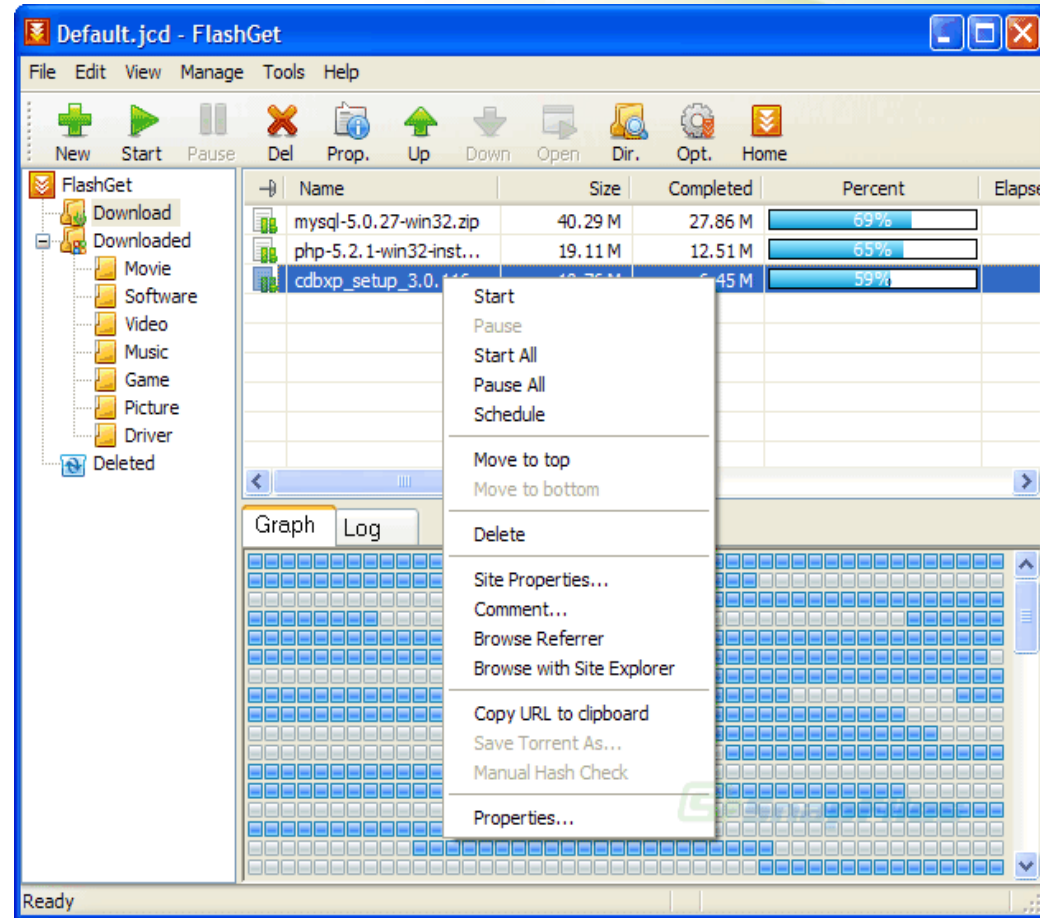 Default.jcd - FlashGet
File Edit View Manage Tools Help
New Start Pause Del Prop. Up Down Open Dir. Opt. Home
FlashGet
Download
Downloaded
Movie
Software
Video
Music
Game
Picture
Driver
Deleted
Name Size Completed Percent Elapse
mysql-5.0.27-win32.zip 40.29 M 27.86 M 69%
php-5.2.1-win32-inst... 19.11 M 12.51 M 65%
cdbxp_setup_3.0. 45 M 59%
Start
Pause
Start All
Pause All
Schedule
Move to top
Move to bottom
Delete
Site Properties...
Comment...
Browse Referrer
Browse with Site Explorer
Copy URL to clipboard
Save Torrent As...
Manual Hash Check
Properties...
Graph Log
Ready